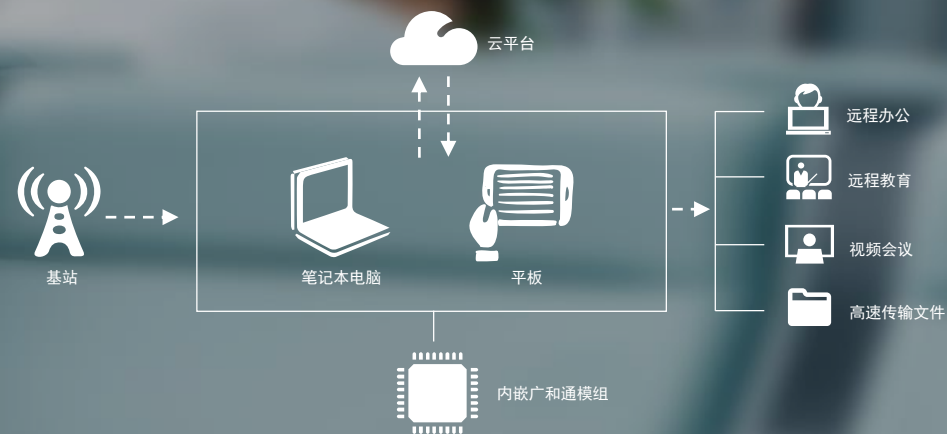 云平台
远程办公
远程教育
基站
笔记本电脑
平板
视频会议
高速传输文件
内嵌广和通模组